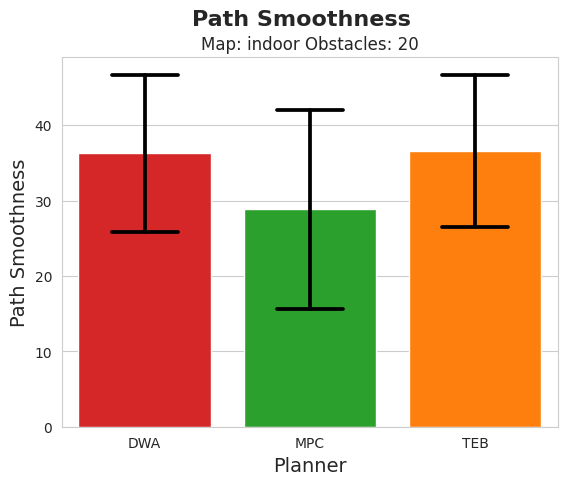 Path Smoothness
Map: indoor Obstacles: 20
Path Smoothness
40
30
20
10
0
DWA MPC TEB
Planner